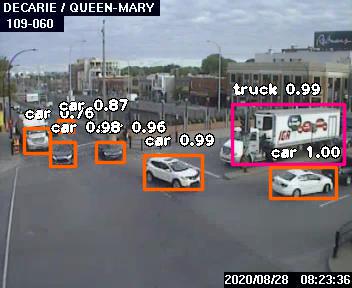 DECARIE / QUEEN-MARY
109-060
car 0.87
car 0.76
truck 0.99
car 0.98
0.96
car 0.99
IGA
car 1.00
2020/08/28 08:23:36